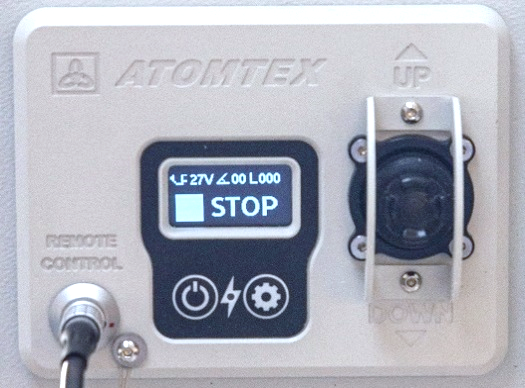 ATOMTEX
UP
27V ∡00 L000
STOP
REMOTE
CONTROL
DOWN